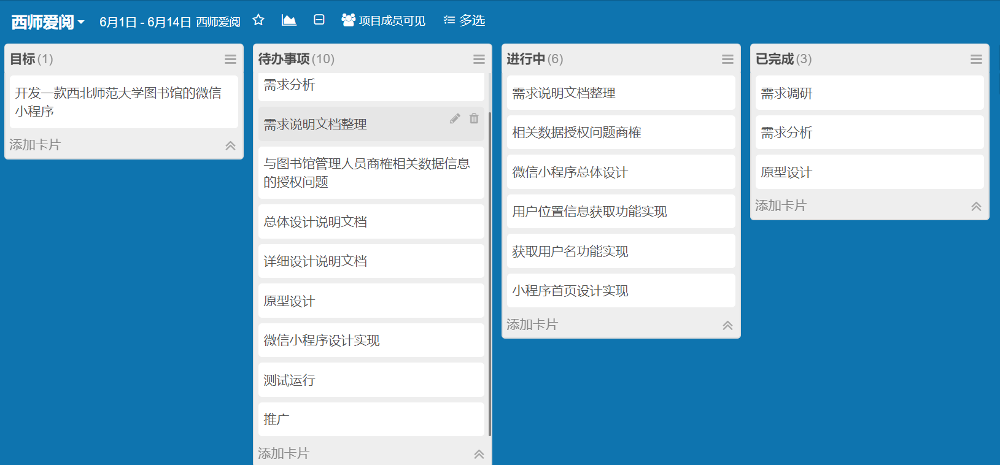 西师爱阅 6月1日 - 6月14日 西师爱阅 项目成员可见 多选
目标(1)
开发一款西北师范大学图书馆的微信
小程序
添加卡片
待办事项(10)
需求分析
需求说明文档整理
与图书馆管理人员商榷相关数据信息
的授权问题
总体设计说明文档
详细设计说明文档
原型设计
微信小程序设计实现
测试运行
推广
添加卡片
进行中(6)
需求说明文档整理
相关数据授权问题商榷
微信小程序总体设计
用户位置信息获取功能实现
获取用户名功能实现
小程序首页设计实现
添加卡片
已完成(3)
需求调研
需求分析
原型设计
添加卡片